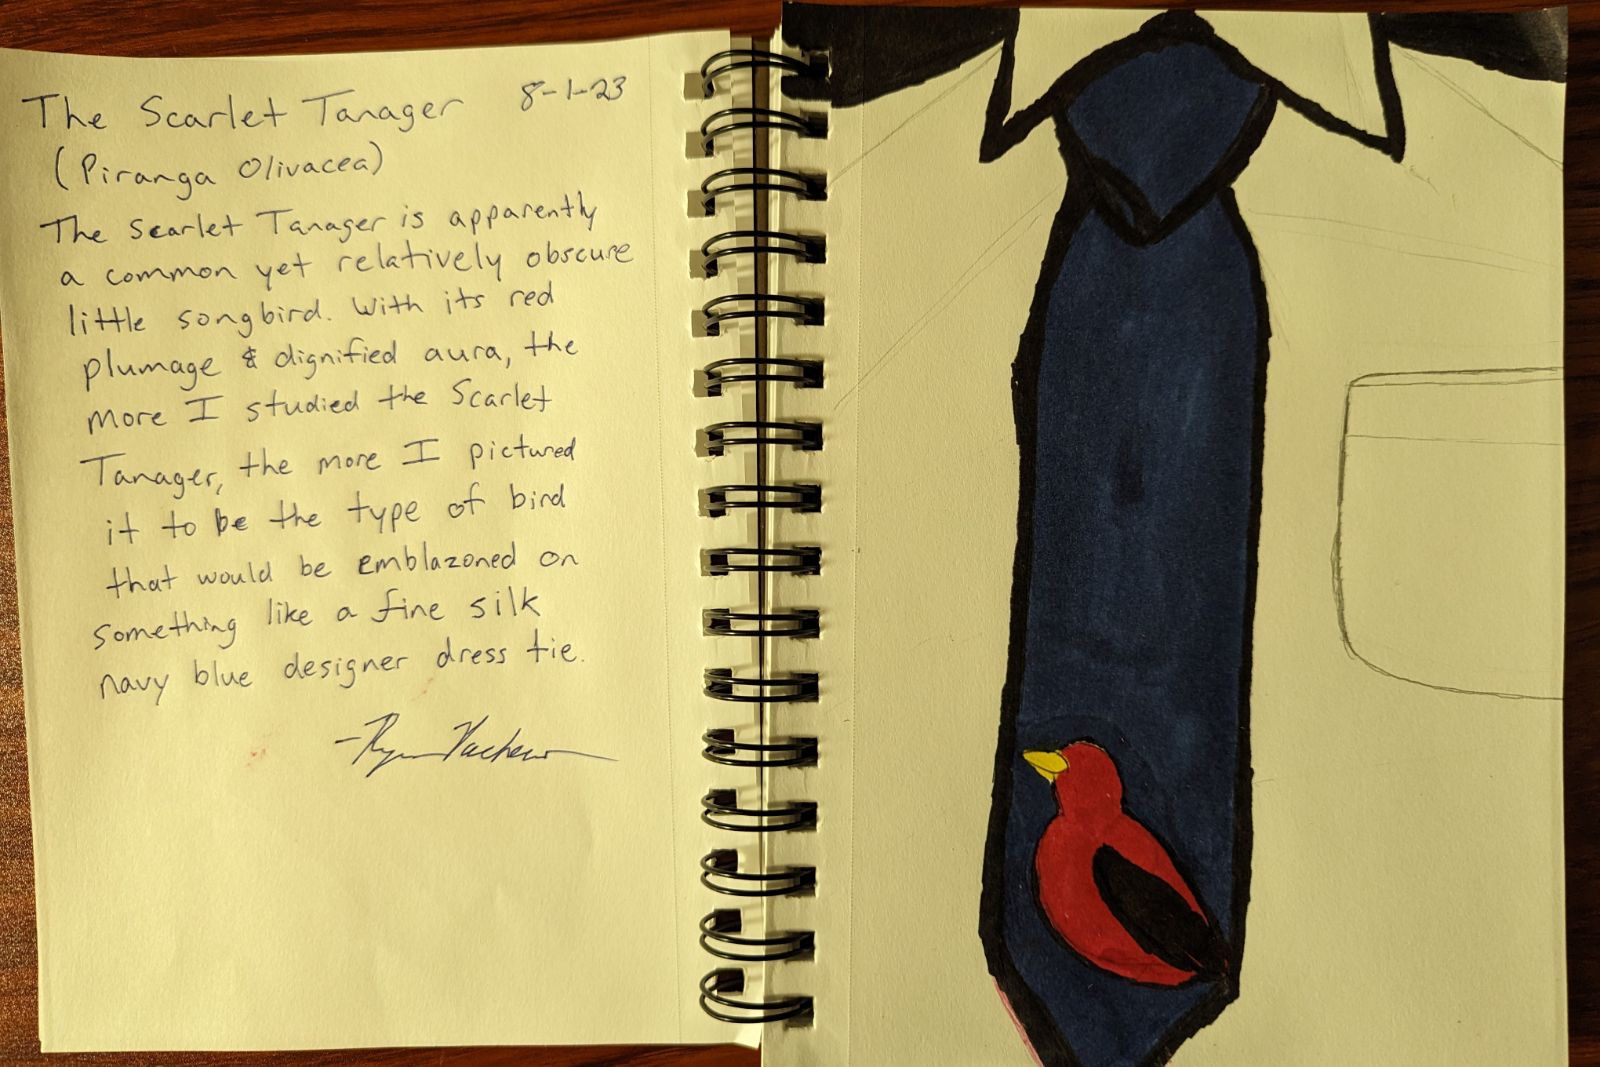 The Scarlet Tanager 8-1-23
(Piranga Olivacea)
The Scarlet Tanager is apparently
a common yet relatively obscure
little songbird. With its red
plumage & dignified aura, the
more I studied the Scarlet
Tanager, the more I pictured
it to be the type of bird
that would be emblazoned on
something like a fine silk
navy blue designer dress tie.
-Ryan